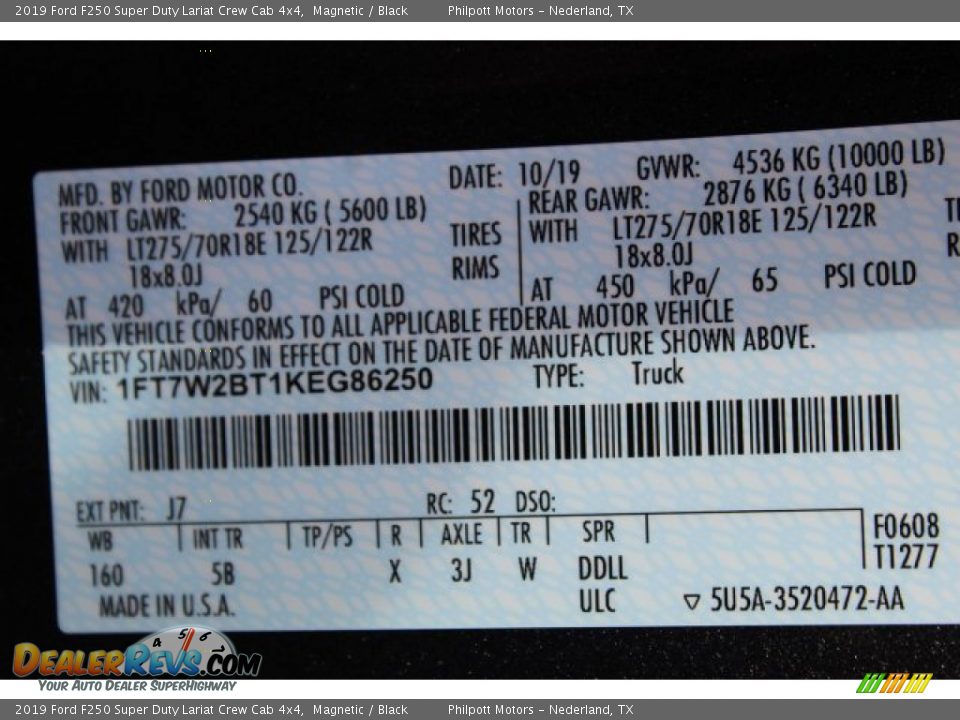 2019 Ford F250 Super Duty Lariat Crew Cab 4x4,  Magnetic / Black    Philpott Motors - Nederland, TX
MFD. BY FORD MOTOR CO.    DATE: 10/19    GVWR: 4536 KG (10000 LB)
FRONT GAWR: 2540 KG ( 5600 LB)    REAR GAWR: 2876 KG ( 6340 LB)
WITH LT275/70R18E 125/122R TIRES    WITH LT275/70R18E 125/122R
18x8.0J RIMS    18x8.0J
AT 420 kPa/ 60 PSI COLD    AT 450 kPa/ 65 PSI COLD
THIS VEHICLE CONFORMS TO ALL APPLICABLE FEDERAL MOTOR VEHICLE
SAFETY STANDARDS IN EFFECT ON THE DATE OF MANUFACTURE SHOWN ABOVE.
VIN: 1FT7W2BT1KEG86250    TYPE: Truck
EXT PNT: J7    RC: 52 DSO:
WB INT TR TP/PS R AXLE TR SPR    F0608
T1277
160 5B X 3J W DDLL
MADE IN U.S.A.    ULC    ▽ 5U5A-3520472-AA
4 5 6
DEALERREVS.COM
YOUR AUTO DEALER SUPERHIGHWAY
2019 Ford F250 Super Duty Lariat Crew Cab 4x4,  Magnetic / Black    Philpott Motors - Nederland, TX